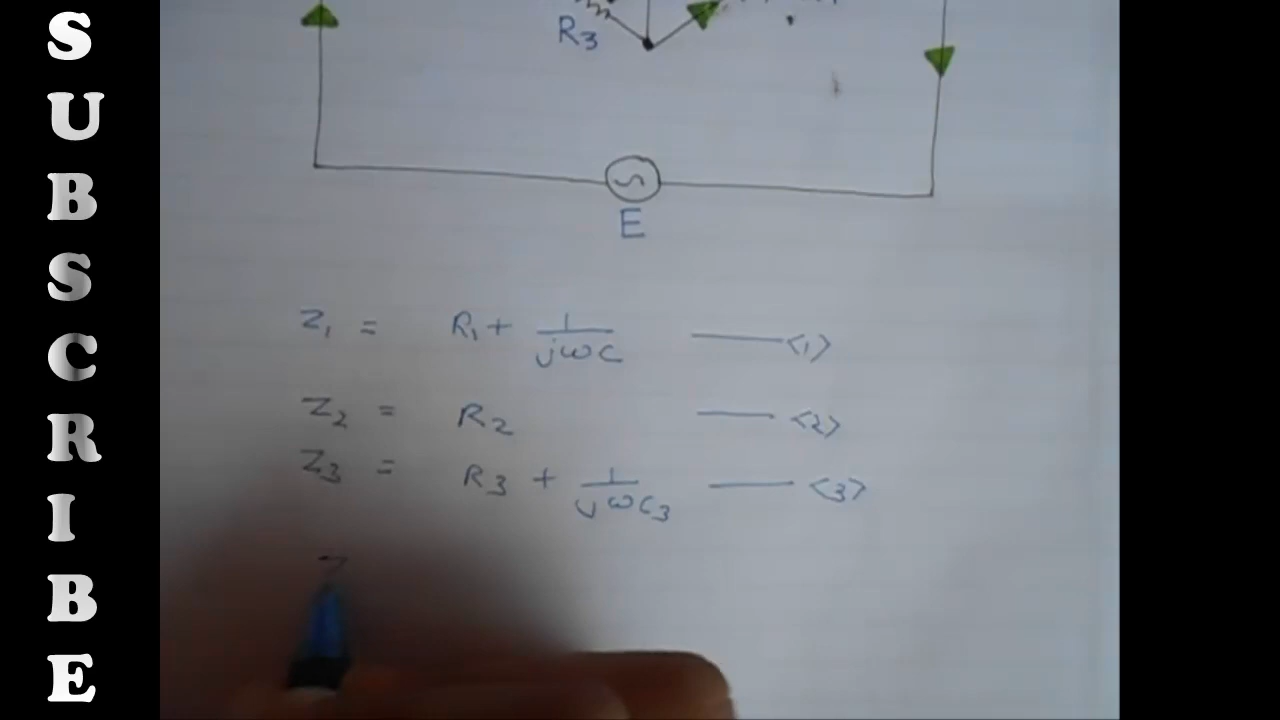 SUBSCRIBE
R3
E
Z1 = R1 + 1/jωC ——<1>
Z2 = R2 ——<2>
Z3 = R3 + 1/jωC3 ——<3>
Z